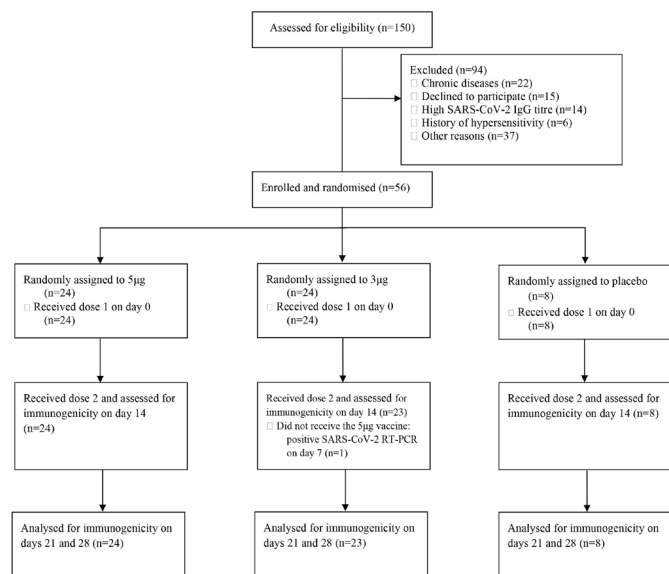 Assessed for eligibility (n=150)
Excluded (n=94)
□ Chronic diseases (n=22)
□ Declined to participate (n=15)
□ High SARS-CoV-2 IgG titre (n=14)
□ History of hypersensitivity (n=6)
□ Other reasons (n=37)
Enrolled and randomised (n=56)
Randomly assigned to 5μg
(n=24)
□ Received dose 1 on day 0
(n=24)
Randomly assigned to 3μg
(n=24)
□ Received dose 1 on day 0
(n=24)
Randomly assigned to placebo
(n=8)
□ Received dose 1 on day 0
(n=8)
Received dose 2 and assessed for
immunogenicity on day 14
(n=24)
Received dose 2 and assessed for
immunogenicity on day 14 (n=23)
□ Did not receive the 5μg vaccine:
positive SARS-CoV-2 RT-PCR
on day 7 (n=1)
Received dose 2 and assessed for
immunogenicity on day 14 (n=8)
Analysed for immunogenicity on
days 21 and 28 (n=24)
Analysed for immunogenicity on
days 21 and 28 (n=23)
Analysed for immunogenicity on
days 21 and 28 (n=8)